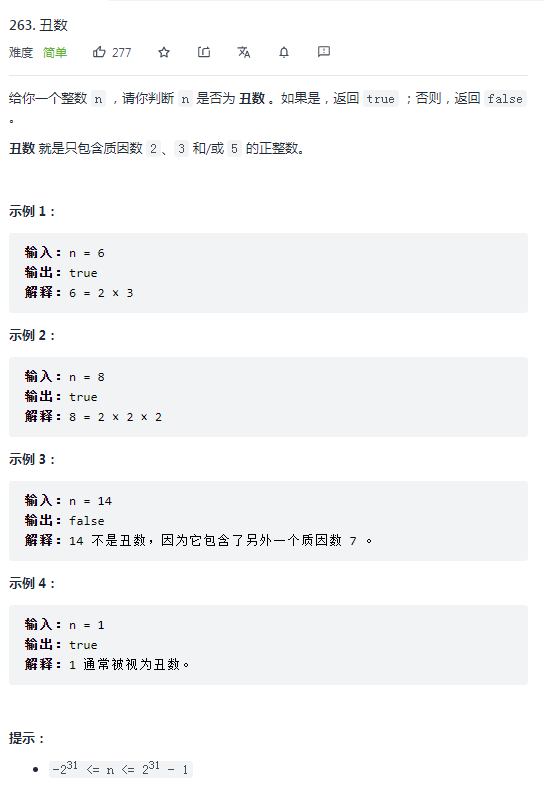 263. 丑数
难度 简单 277
给你一个整数 n ，请你判断 n 是否为 丑数 。如果是，返回 true ；否则，返回 false
。
丑数 就是只包含质因数 2 、3 和/或 5 的正整数。
示例 1：
输入：n = 6
输出：true
解释：6 = 2 × 3
示例 2：
输入：n = 8
输出：true
解释：8 = 2 × 2 × 2
示例 3：
输入：n = 14
输出：false
解释：14 不是丑数，因为它包含了另外一个质因数 7 。
示例 4：
输入：n = 1
输出：true
解释：1 通常被视为丑数。
提示：
• -2^31 <= n <= 2^31 - 1